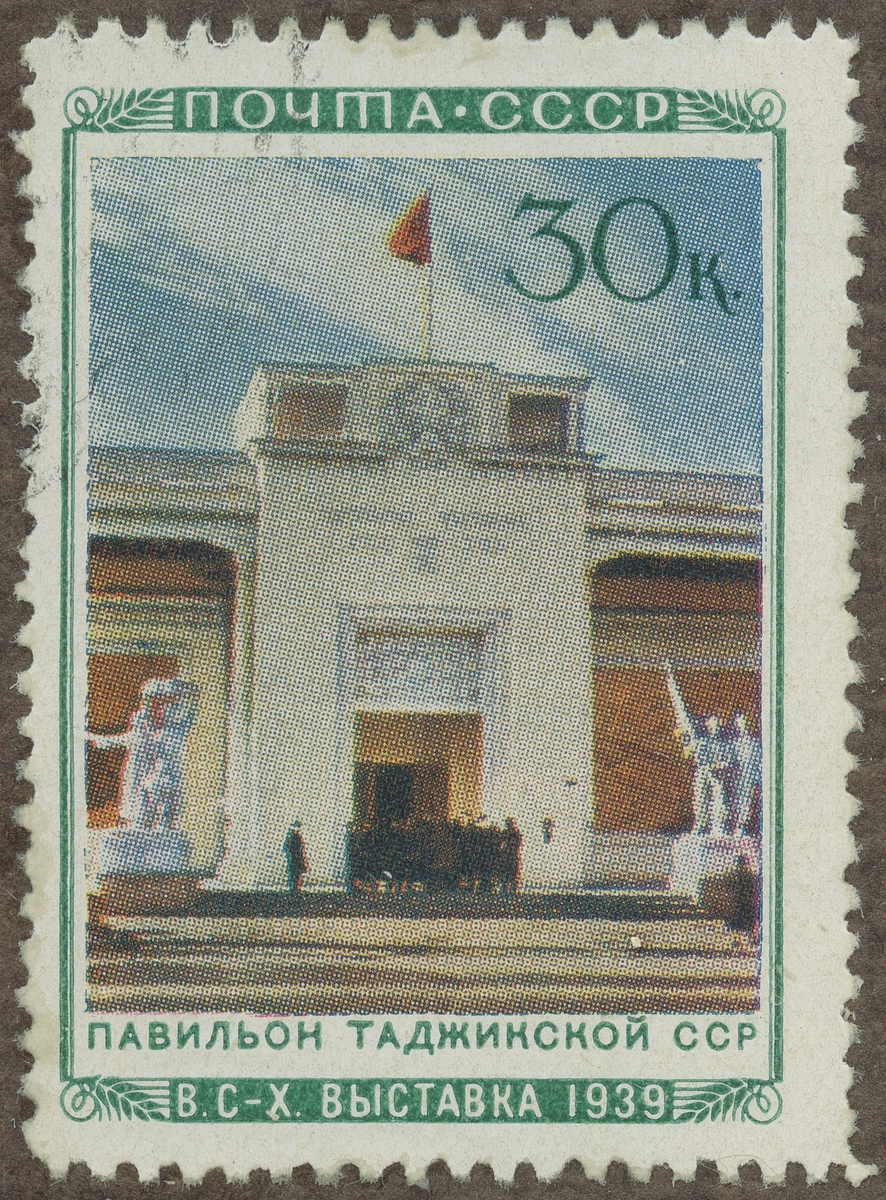 ПОЧТА·СССР
30к.
ПАВИЛЬОН ТАДЖИКСКОЙ ССР
В.С-Х. ВЫСТАВКА 1939